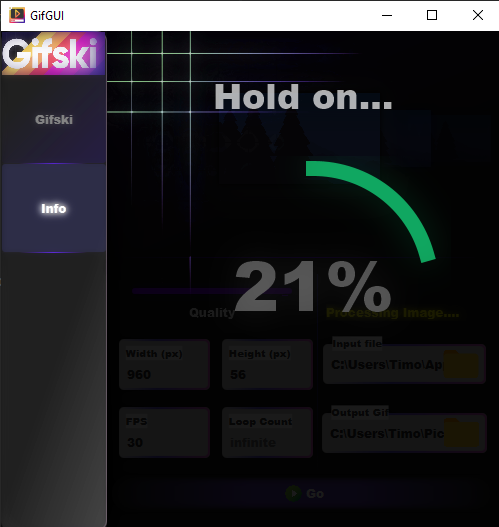 GifGUI
Gifski
Gifski
Info
Hold on...
21%
Quality
Processing Image....
Width (px)
960
Height (px)
56
Input file
C:\Users\Timo\Ap
FPS
30
Loop Count
infinite
Output Gif
C:\Users\Timo\Pic
Go